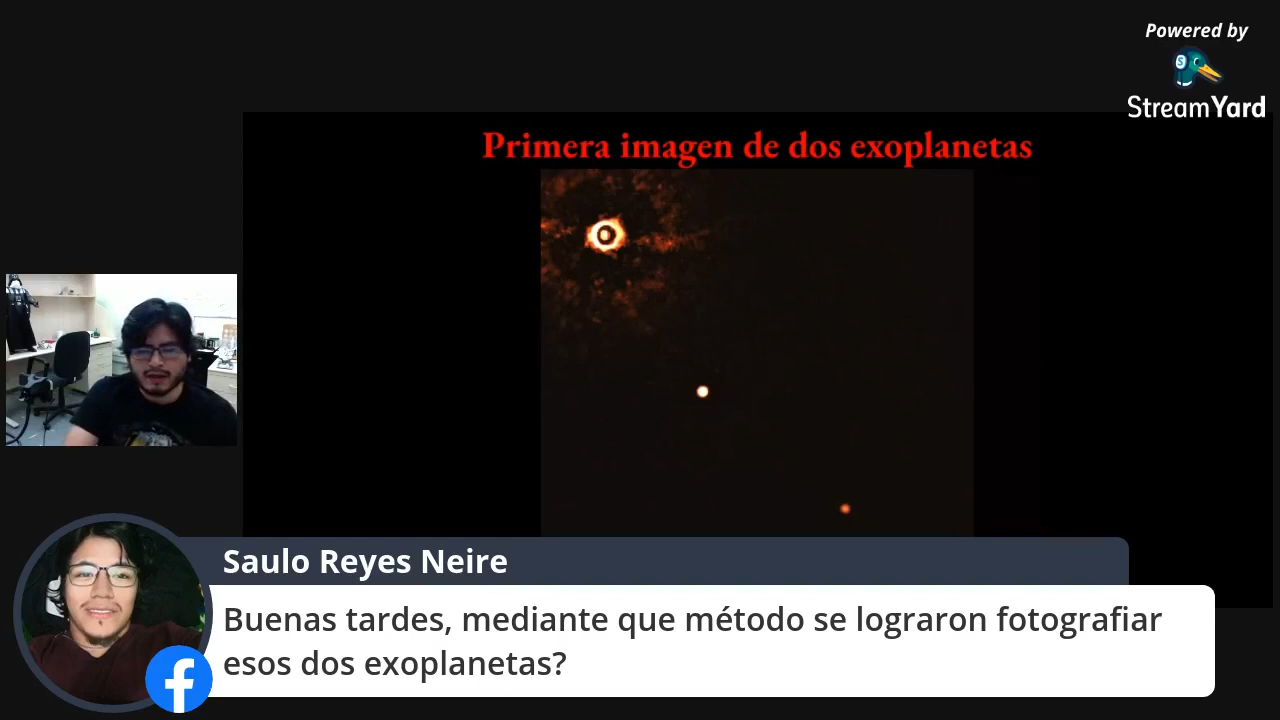 Powered by
StreamYard
Primera imagen de dos exoplanetas
Saulo Reyes Neire
Buenas tardes, mediante que método se lograron fotografiar
esos dos exoplanetas?